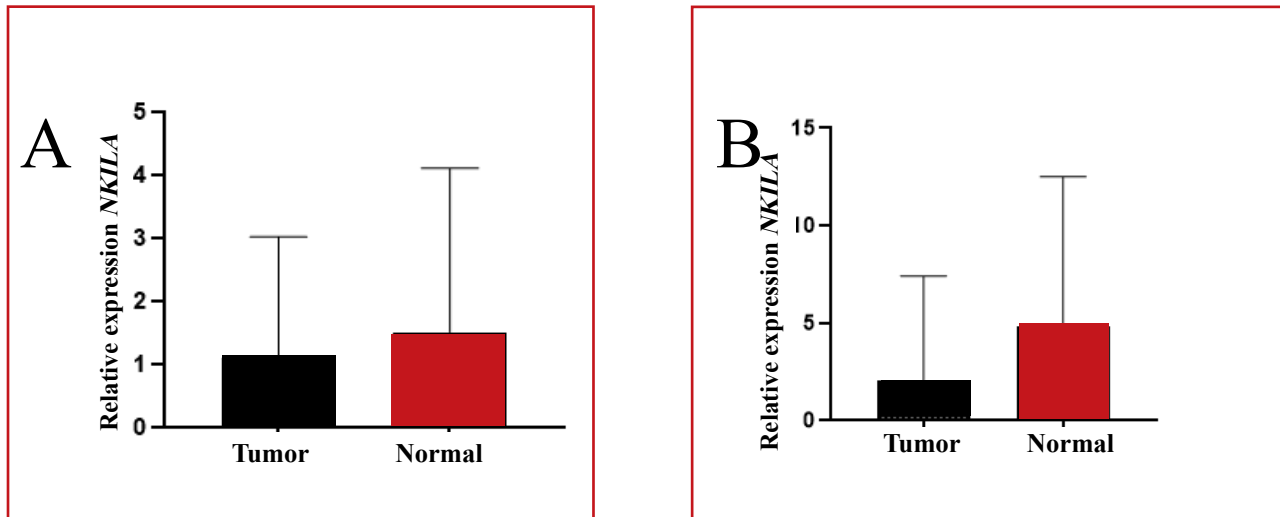 A
Relative expression NKILA
5
4
3
2
1
0
Tumor
Normal
B
Relative expression NKILA
15
10
5
0
Tumor
Normal